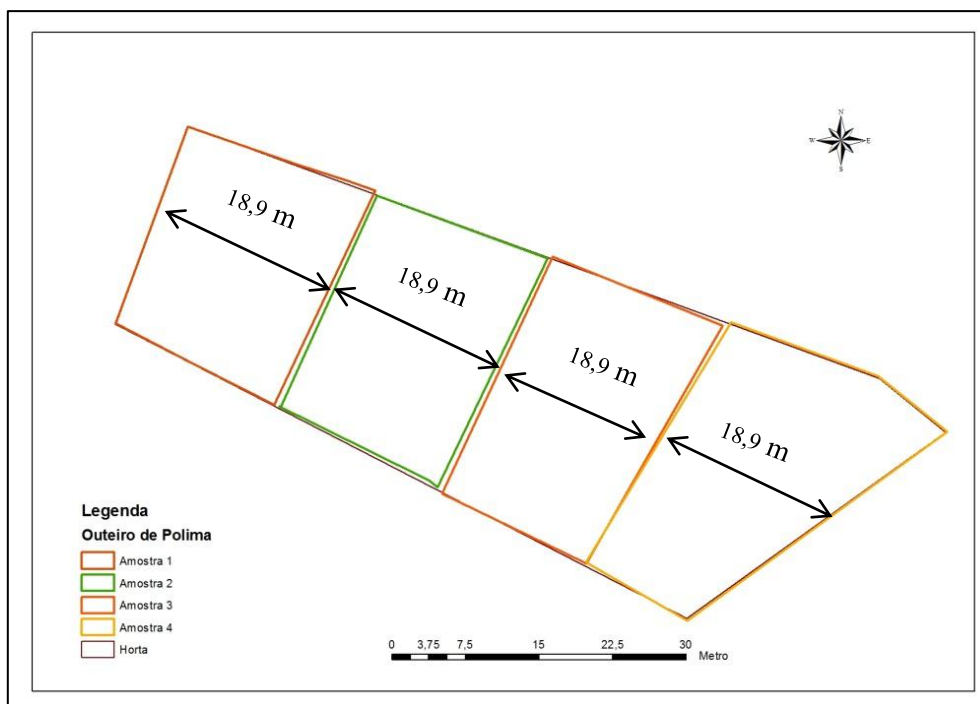 N
W E
S
18,9 m
18,9 m
18,9 m
18,9 m
Legenda
Outeiro de Polima
Amostra 1
Amostra 2
Amostra 3
Amostra 4
Horta
0 3,75 7,5 15 22,5 30
Metro